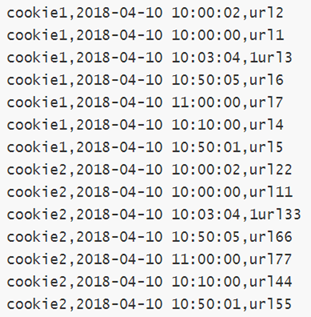 cookie1,2018-04-10 10:00:02,url2
cookie1,2018-04-10 10:00:00,url1
cookie1,2018-04-10 10:03:04,1url3
cookie1,2018-04-10 10:50:05,url6
cookie1,2018-04-10 11:00:00,url7
cookie1,2018-04-10 10:10:00,url4
cookie1,2018-04-10 10:50:01,url5
cookie2,2018-04-10 10:00:02,url22
cookie2,2018-04-10 10:00:00,url11
cookie2,2018-04-10 10:03:04,1url33
cookie2,2018-04-10 10:50:05,url66
cookie2,2018-04-10 11:00:00,url77
cookie2,2018-04-10 10:10:00,url44
cookie2,2018-04-10 10:55:01,url55